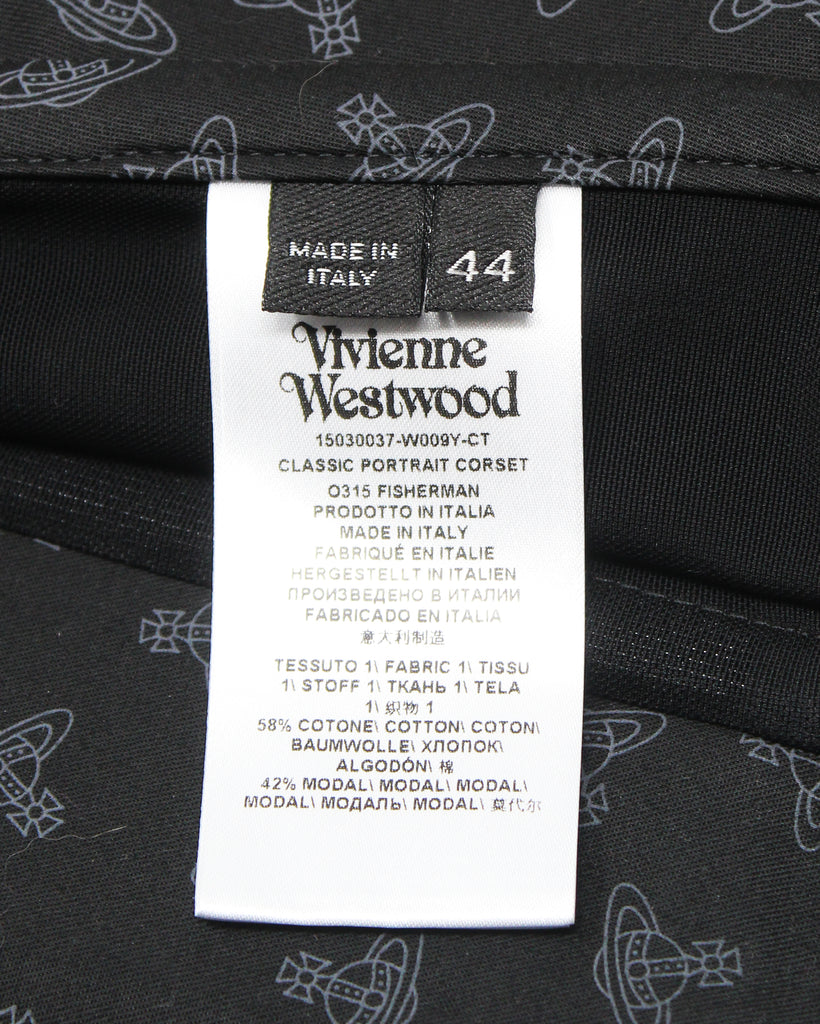 MADE IN
ITALY
44
Vivienne
Westwood
15030037-W009Y-CT
CLASSIC PORTRAIT CORSET
O315 FISHERMAN
PRODOTTO IN ITALIA
MADE IN ITALY
FABRIQUÉ EN ITALIE
HERGESTELLT IN ITALIEN
ПРОИЗВЕДЕНО В ИТАЛИИ
FABRICADO EN ITALIA
意大利制造
TESSUTO 1\ FABRIC 1\ TISSU
1\ STOFF 1\ ТКАНЬ 1\ TELA
1\ 织物 1
58% COTONE\ COTTON\ COTON\
BAUMWOLLE\ ХЛОПОК\
ALGODÓN\ 棉
42% MODAL\ MODAL\ MODAL\
MODAL\ МОДАЛЬ\ MODAL\ 莫代尔